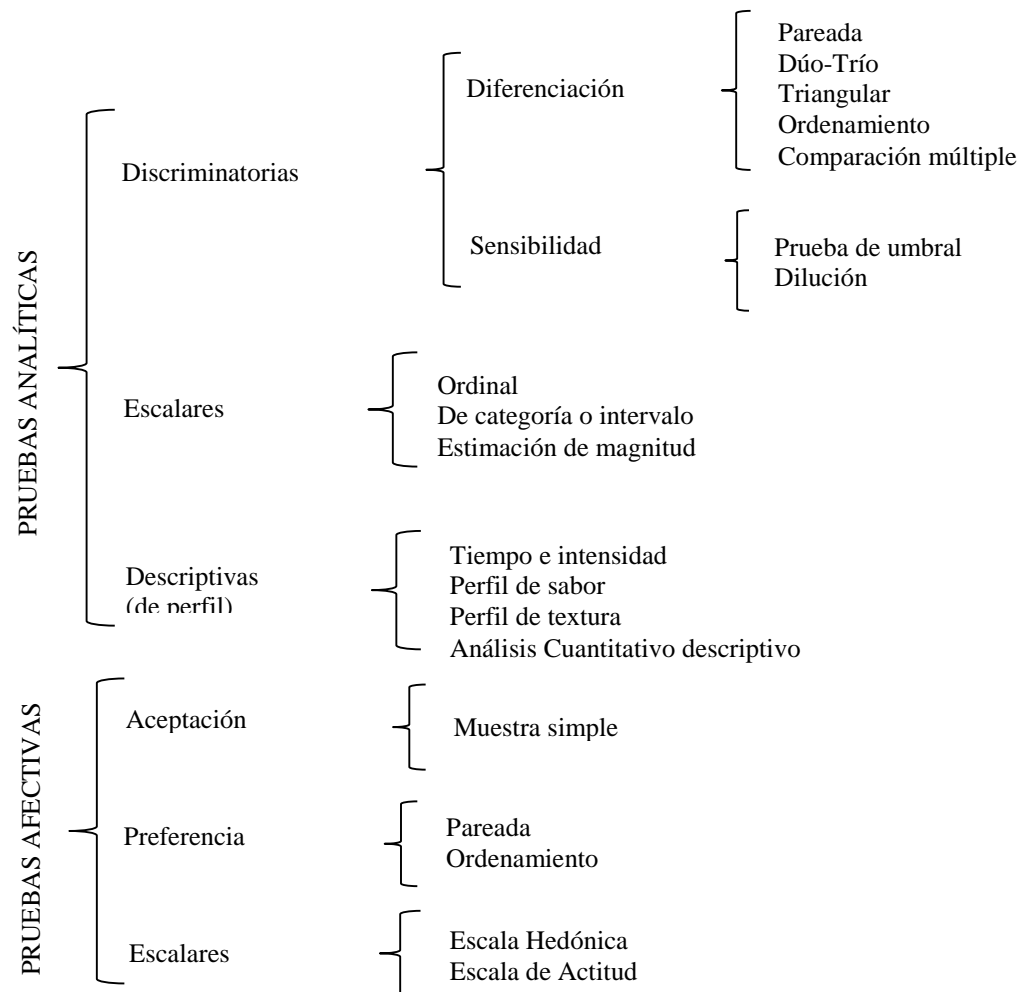 PRUEBAS ANALÍTICAS
Discriminatorias
Diferenciación
Pareada
Dúo-Trío
Triangular
Ordenamiento
Comparación múltiple
Sensibilidad
Prueba de umbral
Dilución
Escalares
Ordinal
De categoría o intervalo
Estimación de magnitud
Descriptivas
(de perfil)
Tiempo e intensidad
Perfil de sabor
Perfil de textura
Análisis Cuantitativo descriptivo
PRUEBAS AFECTIVAS
Aceptación
Muestra simple
Preferencia
Pareada
Ordenamiento
Escalares
Escala Hedónica
Escala de Actitud